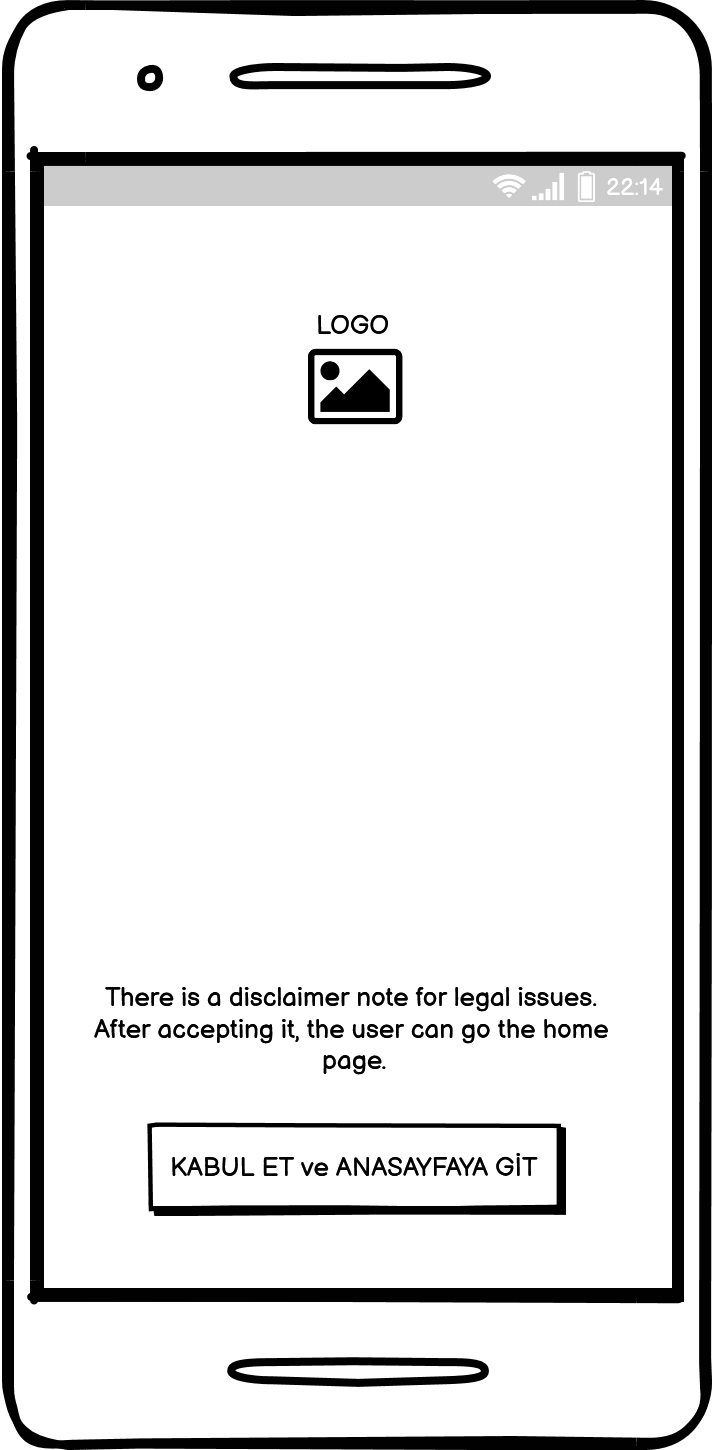 22:14
LOGO
There is a disclaimer note for legal issues.
After accepting it, the user can go the home
page.
KABUL ET ve ANASAYFAYA GİT